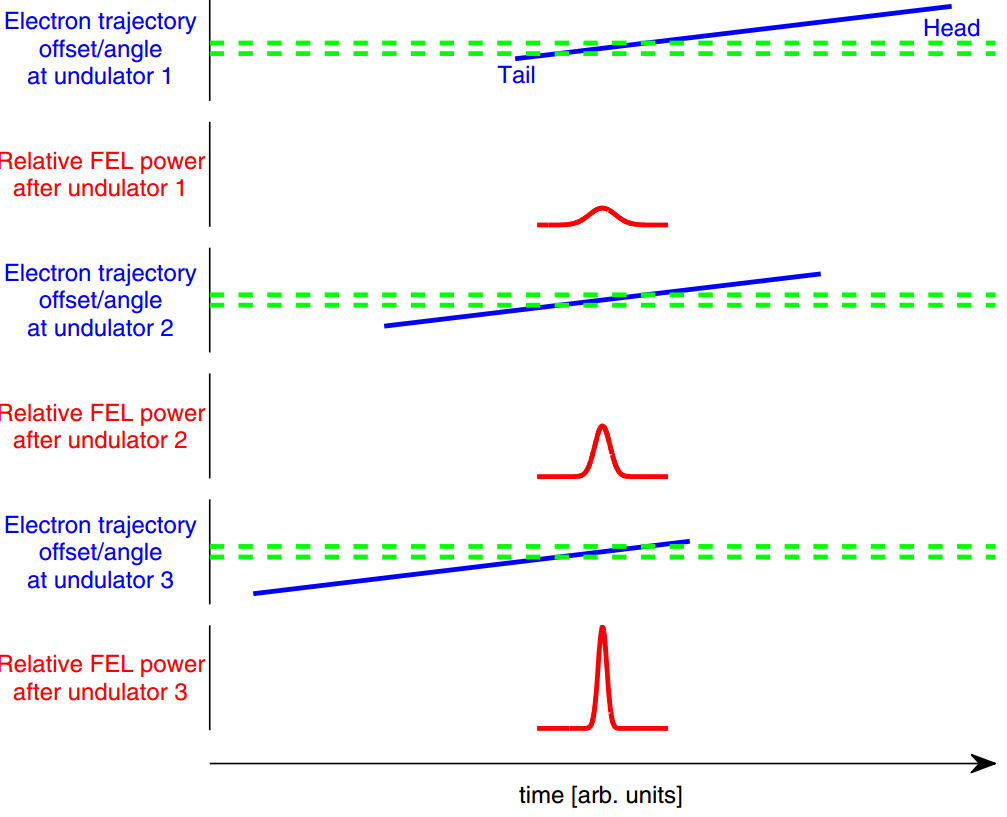 Electron trajectory
offset/angle
at undulator 1
Head
Tail
Relative FEL power
after undulator 1
Electron trajectory
offset/angle
at undulator 2
Relative FEL power
after undulator 2
Electron trajectory
offset/angle
at undulator 3
Relative FEL power
after undulator 3
time [arb. units]